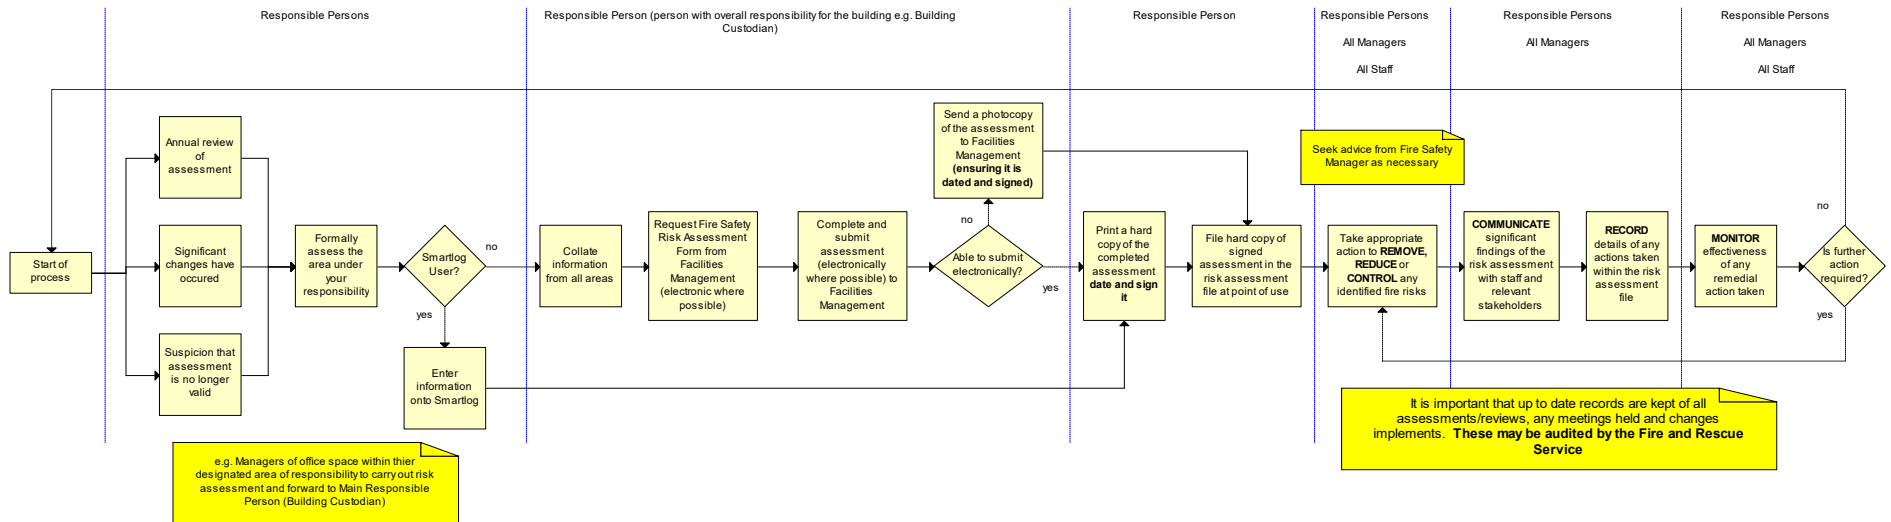 Responsible Persons
Responsible Person (person with overall responsibility for the building e.g. Building
Custodian)
Responsible Person
Responsible Persons
All Managers
All Staff
Responsible Persons
All Managers
Responsible Persons
All Managers
All Staff
Start of
process
Annual review
of
assessment
Significant
changes have
occured
Suspicion that
assessment
is no longer
valid
Formally
assess the
area under
your
responsibility
Smartlog
User?
no
yes
Enter
information
onto Smartlog
Collate
information
from all areas
Request Fire Safety
Risk Assessment
Form from
Facilities
Management
(electronic where
possible)
Complete and
submit
assessment
(electronically
where possible) to
Facilities
Management
Send a photocopy
of the assessment
to Facilities
Management
(ensuring it is
dated and signed)
no
Able to submit
electronically?
yes
Print a hard
copy of the
completed
assessment
date and sign
it
File hard copy of
signed
assessment in the
risk assessment
file at point of use
Seek advice from Fire Safety
Manager as necessary
Take appropriate
action to REMOVE,
REDUCE or
CONTROL any
identified fire risks
COMMUNICATE
significant
findings of the
risk assessment
with staff and
relevant
stakeholders
RECORD
details of any
actions taken
within the risk
assessment
file
MONITOR
effectiveness
of any
remedial
action taken
no
Is further
action
required?
yes
e.g. Managers of office space within thier
designated area of responsibility to carry out risk
assessment and forward to Main Responsible
Person (Building Custodian)
It is important that up to date records are kept of all
assessments/reviews, any meetings held and changes
implements. These may be audited by the Fire and Rescue
Service